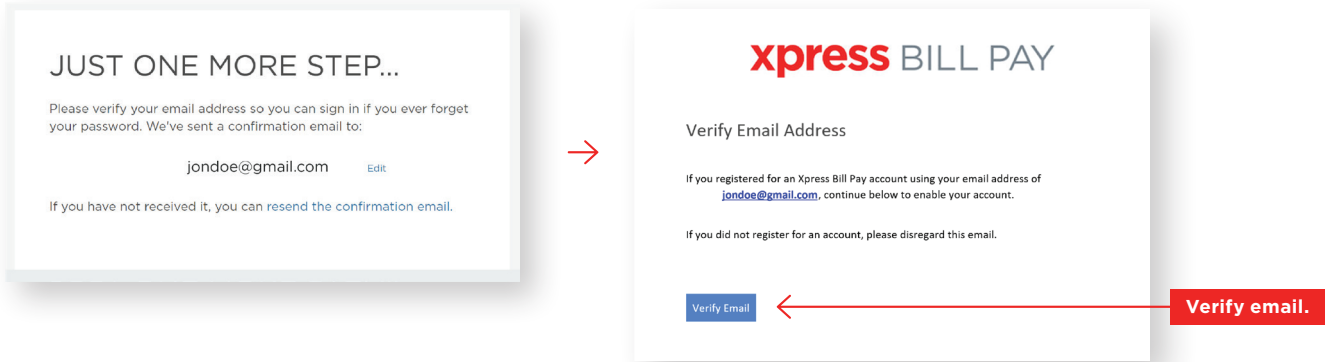 JUST ONE MORE STEP...
Please verify your email address so you can sign in if you ever forget
your password. We've sent a confirmation email to:
jondoe@gmail.com Edit
If you have not received it, you can resend the confirmation email.
xpress BILL PAY
Verify Email Address
If you registered for an Xpress Bill Pay account using your email address of
jondoe@gmail.com, continue below to enable your account.
If you did not register for an account, please disregard this email.
Verify Email
Verify email.